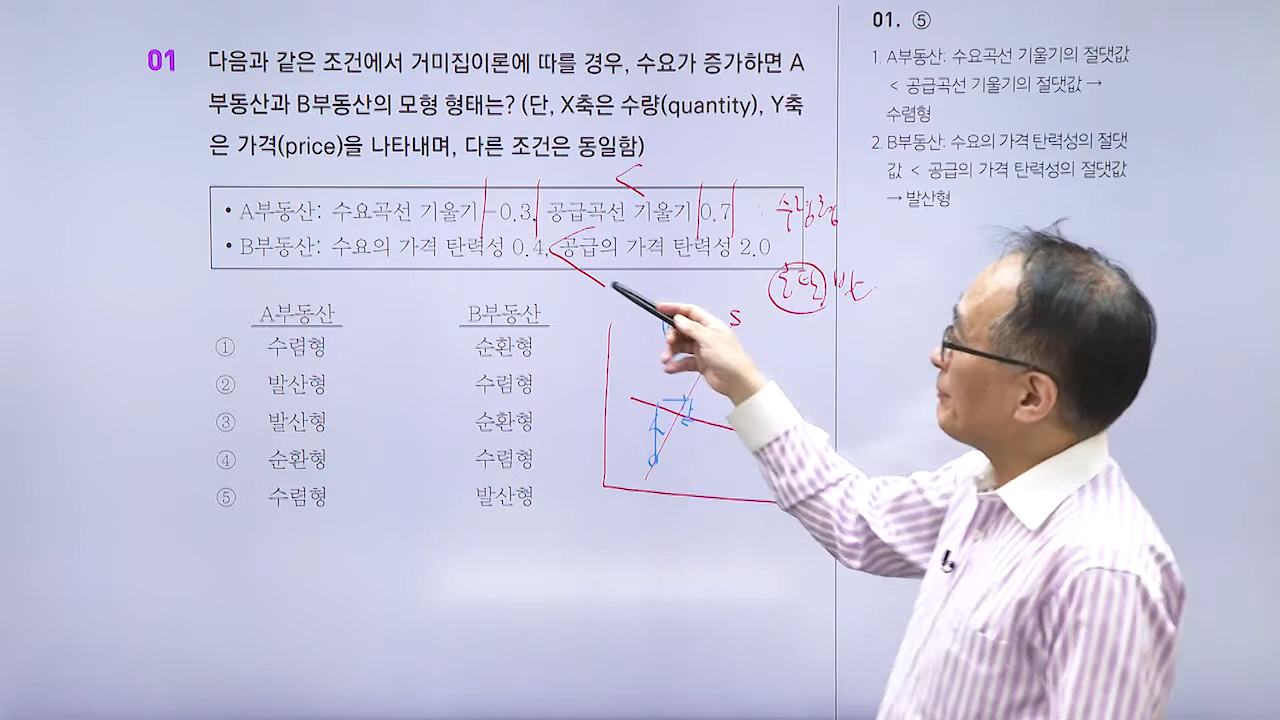 01
다음과 같은 조건에서 거미집이론에 따를 경우, 수요가 증가하면 A
부동산과 B부동산의 모형 형태는? (단, X축은 수량(quantity), Y축
은 가격(price)을 나타내며, 다른 조건은 동일함)
• A부동산: 수요곡선 기울기 -0.3, 공급곡선 기울기 0.7
• B부동산: 수요의 가격 탄력성 0.4, 공급의 가격 탄력성 2.0
<
: 수렴형
<
S
A부동산 B부동산
① 수렴형 순환형
② 발산형 수렴형
③ 발산형 순환형
④ 순환형 수렴형
⑤ 수렴형 발산형
01. ⑤
1. A부동산: 수요곡선 기울기의 절댓값
< 공급곡선 기울기의 절댓값 →
수렴형
2. B부동산: 수요의 가격 탄력성의 절댓
값 < 공급의 가격 탄력성의 절댓값
→ 발산형